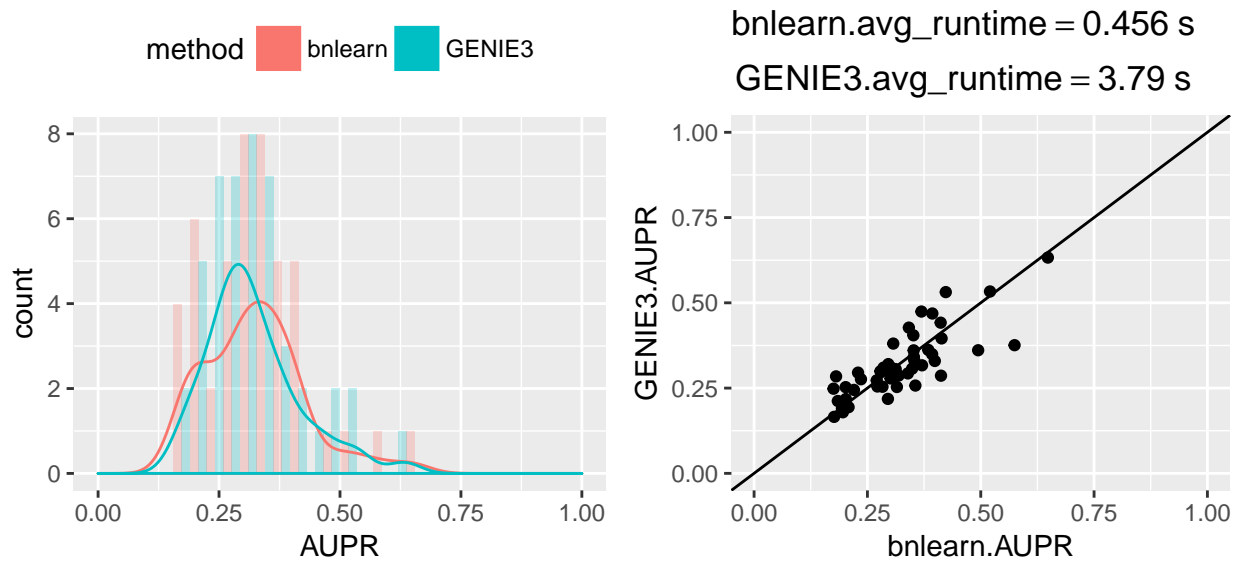 method bnlearn GENIE3
8
6
4
2
0
count
0.00 0.25 0.50 0.75 1.00
AUPR
bnlearn.avg_runtime = 0.456 s
GENIE3.avg_runtime = 3.79 s
1.00
0.75
0.50
0.25
0.00
GENIE3.AUPR
0.00 0.25 0.50 0.75 1.00
bnlearn.AUPR